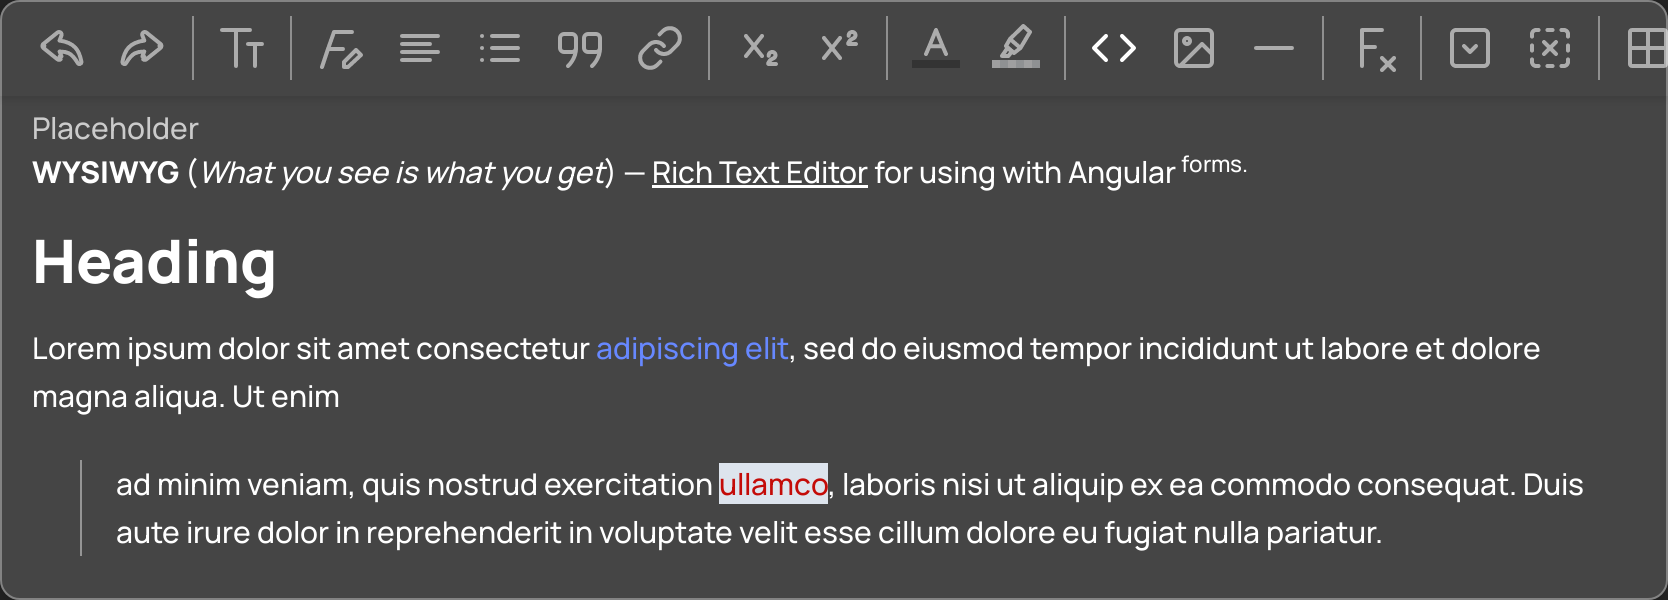 Placeholder
WYSIWYG (What you see is what you get) — Rich Text Editor for using with Angular forms.
Heading
Lorem ipsum dolor sit amet consectetur adipiscing elit, sed do eiusmod tempor incididunt ut labore et dolore
magna aliqua. Ut enim
ad minim veniam, quis nostrud exercitation ullamco, laboris nisi ut aliquip ex ea commodo consequat. Duis
aute irure dolor in reprehenderit in voluptate velit esse cillum dolore eu fugiat nulla pariatur.